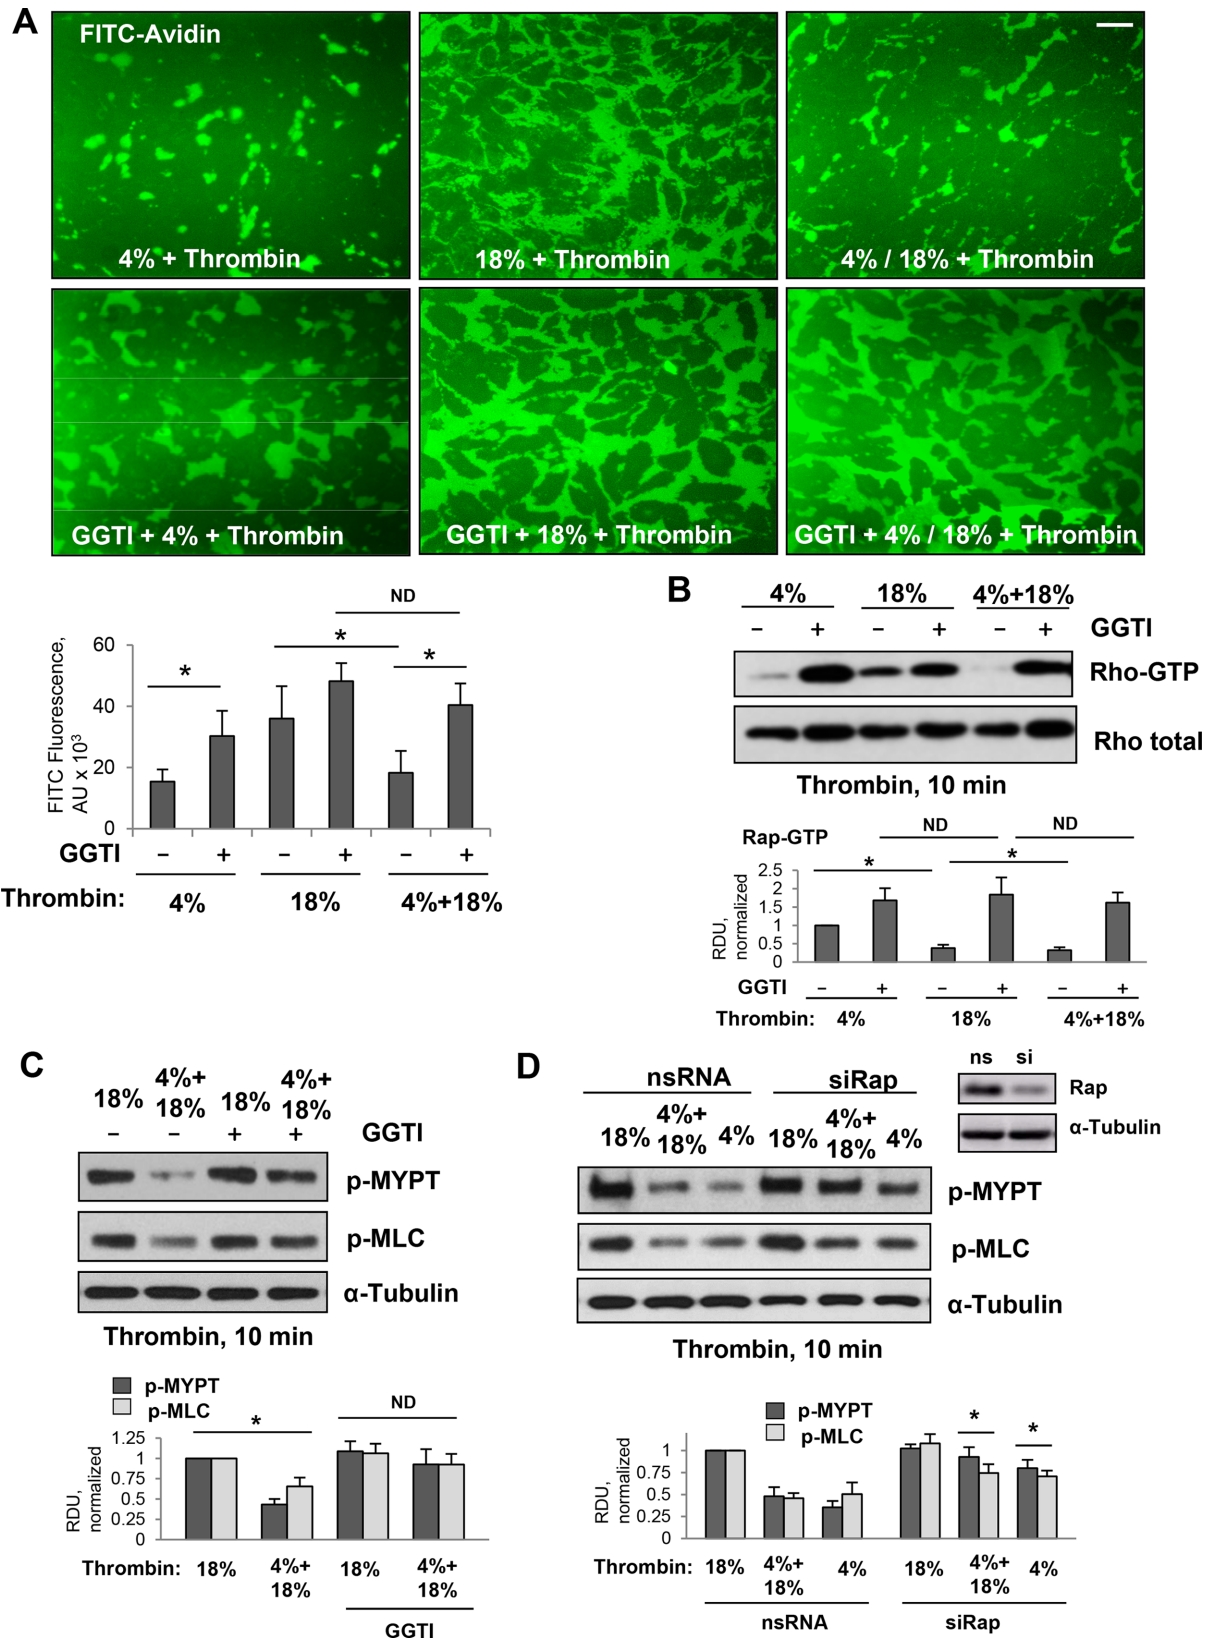 A
FITC-Avidin
4% + Thrombin
18% + Thrombin
4% / 18% + Thrombin
GGTI + 4% + Thrombin
GGTI + 18% + Thrombin
GGTI + 4% / 18% + Thrombin
ND
*
*
*
FITC Fluorescence,
AU x 10³
60
40
20
0
GGTI – + – + – +
Thrombin: 4% 18% 4%+18%
B
4% 18% 4%+18%
– + – + – + GGTI
Rho-GTP
Rho total
Thrombin, 10 min
Rap-GTP
ND ND
* *
RDU,
normalized
2.5
2
1.5
1
0.5
0
GGTI – + – + – +
Thrombin: 4% 18% 4%+18%
C
18% 4%+ 18% 18% 4%+ 18%
– – + + GGTI
p-MYPT
p-MLC
α-Tubulin
Thrombin, 10 min
p-MYPT
p-MLC
* ND
RDU,
normalized
1.25
1
0.75
0.5
0.25
0
Thrombin: 18% 4%+ 18% 18% 4%+ 18%
GGTI
D
nsRNA siRap
18% 4%+ 18% 4% 18% 4%+ 18% 4%
ns si
Rap
α-Tubulin
p-MYPT
p-MLC
α-Tubulin
Thrombin, 10 min
p-MYPT
p-MLC
* *
RDU,
normalized
1
0.75
0.5
0.25
0
Thrombin: 18% 4%+ 18% 4% 18% 4%+ 18% 4%
nsRNA siRap